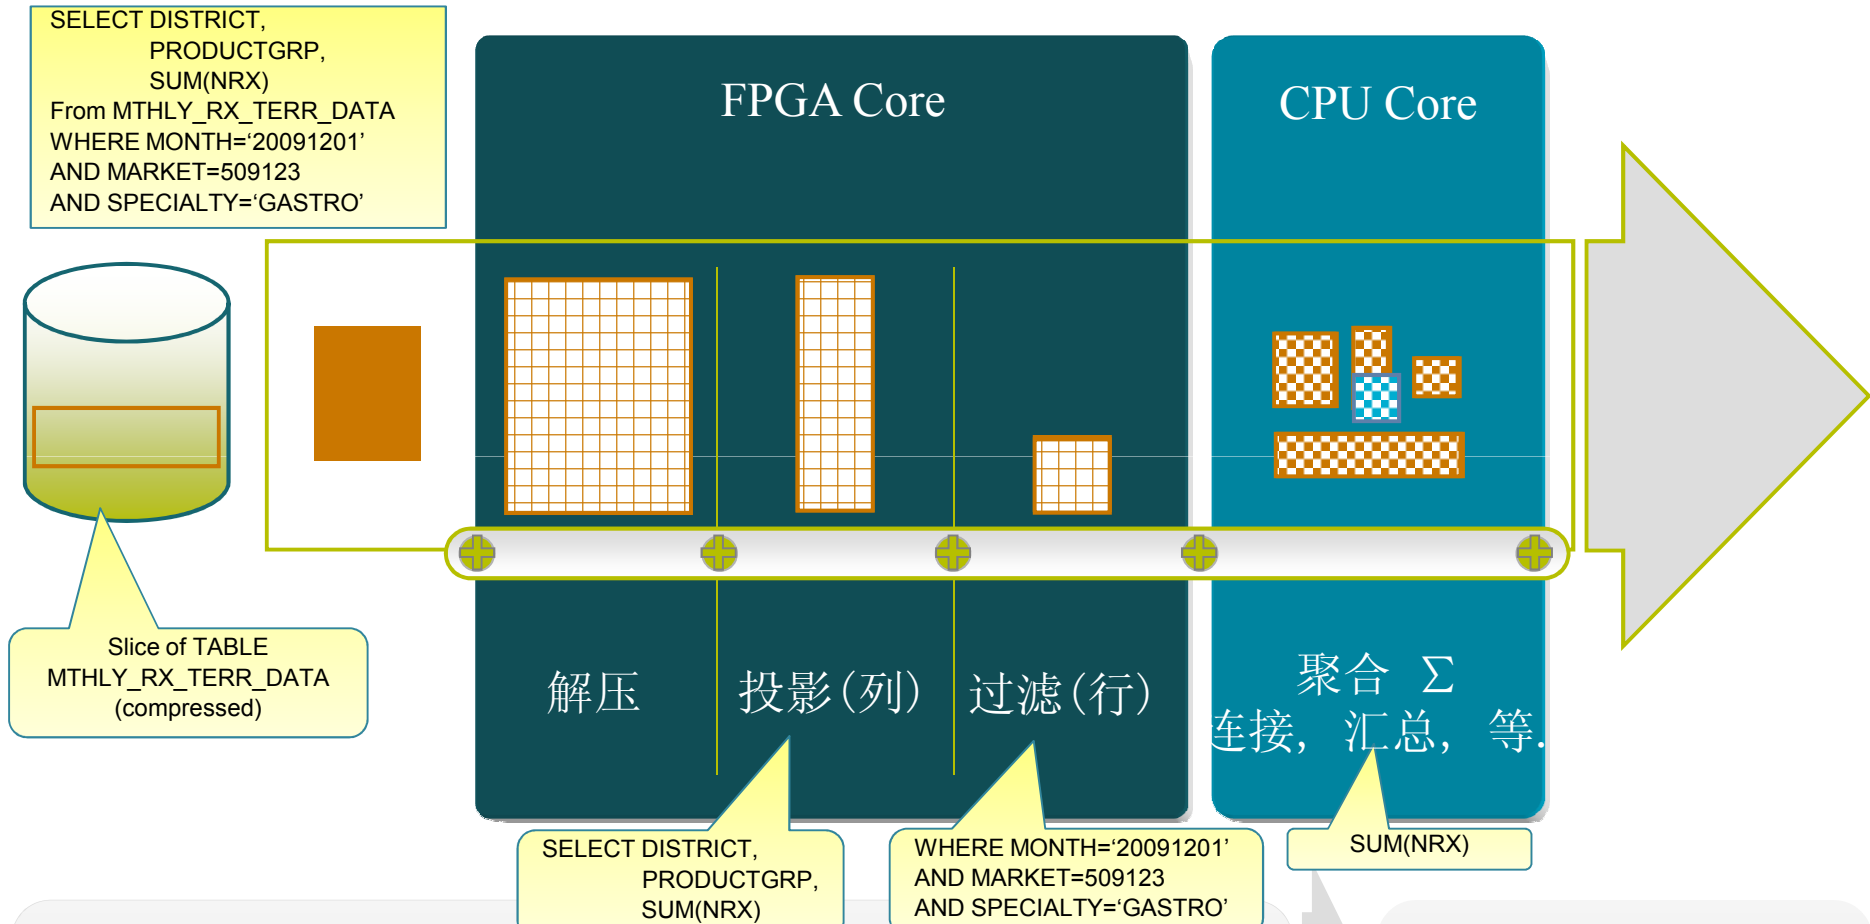 SELECT DISTRICT,
PRODUCTGRP,
SUM(NRX)
From MTHLY_RX_TERR_DATA
WHERE MONTH=‘20091201’
AND MARKET=509123
AND SPECIALTY=‘GASTRO’
FPGA Core
CPU Core
Slice of TABLE
MTHLY_RX_TERR_DATA
(compressed)
解压
投影(列)
过滤(行)
聚合 Σ
连接, 汇总, 等.
SELECT DISTRICT,
PRODUCTGRP,
SUM(NRX)
WHERE MONTH=‘20091201’
AND MARKET=509123
AND SPECIALTY=‘GASTRO’
SUM(NRX)